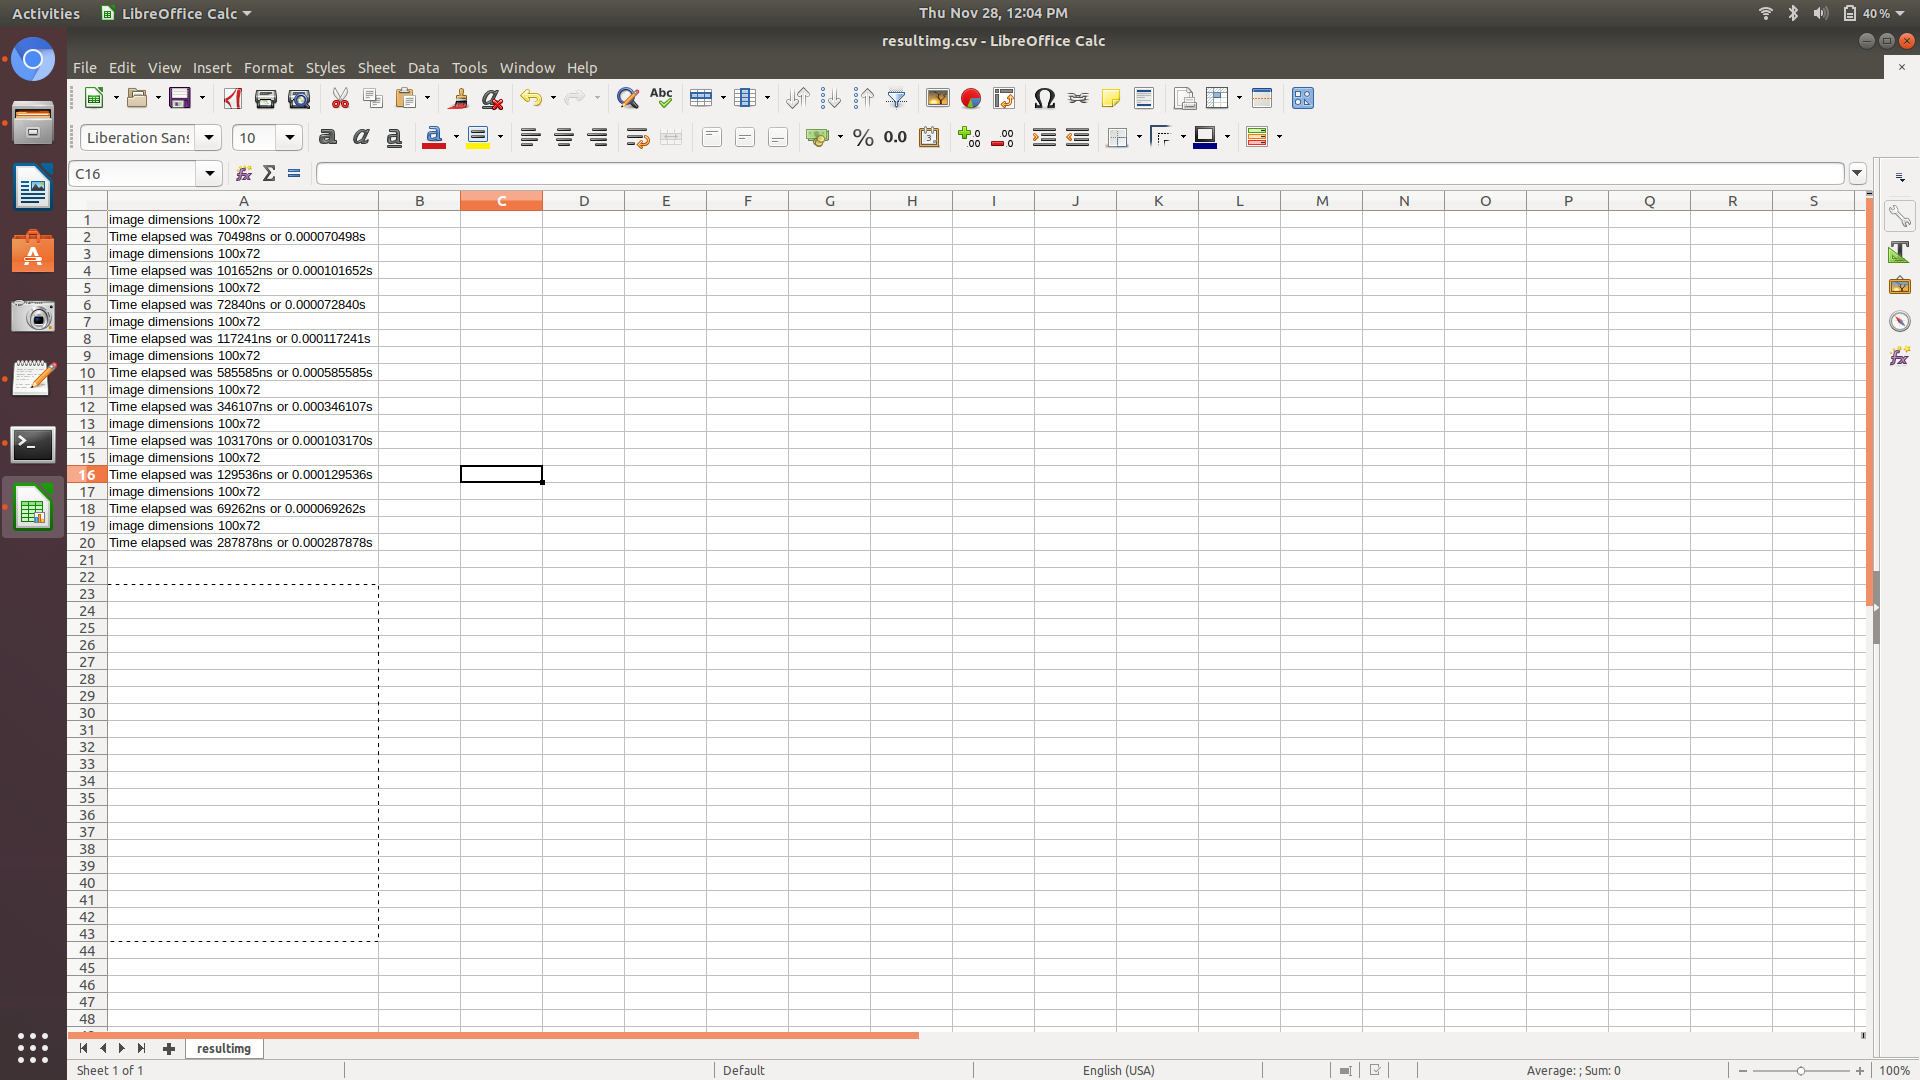 Activities LibreOffice Calc Thu Nov 28, 12:04 PM 40 %
resultimg.csv - LibreOffice Calc
File Edit View Insert Format Styles Sheet Data Tools Window Help
Liberation Sans 10
C16
A B C D E F G H I J K L M N O P Q R S
1 image dimensions 100x72
2 Time elapsed was 70498ns or 0.000070498s
3 image dimensions 100x72
4 Time elapsed was 101652ns or 0.000101652s
5 image dimensions 100x72
6 Time elapsed was 72840ns or 0.000072840s
7 image dimensions 100x72
8 Time elapsed was 117241ns or 0.000117241s
9 image dimensions 100x72
10 Time elapsed was 585585ns or 0.000585585s
11 image dimensions 100x72
12 Time elapsed was 346107ns or 0.000346107s
13 image dimensions 100x72
14 Time elapsed was 103170ns or 0.000103170s
15 image dimensions 100x72
16 Time elapsed was 129536ns or 0.000129536s
17 image dimensions 100x72
18 Time elapsed was 69262ns or 0.000069262s
19 image dimensions 100x72
20 Time elapsed was 287878ns or 0.000287878s
21
22
23
24
25
26
27
28
29
30
31
32
33
34
35
36
37
38
39
40
41
42
43
44
45
46
47
48
resultimg
Sheet 1 of 1 Default English (USA) Average: ; Sum: 0 100%